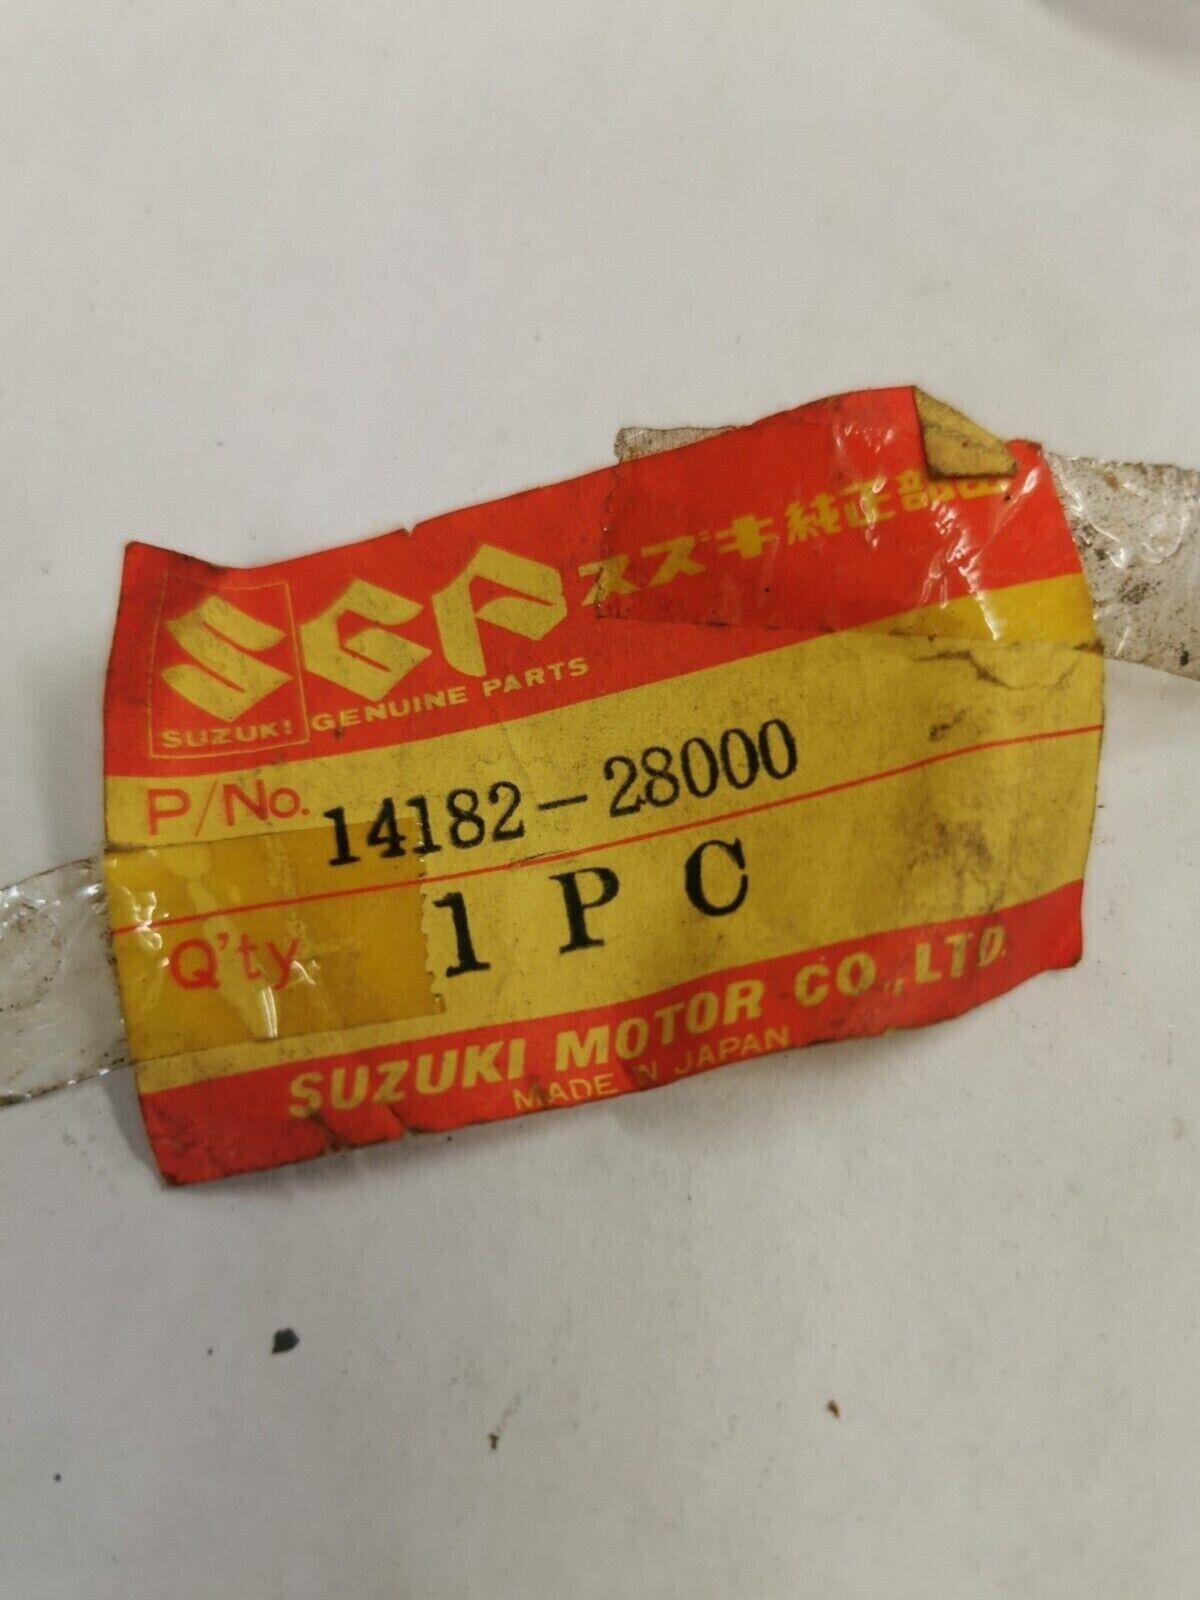 SGP スズキ純正部品
SUZUKI GENUINE PARTS
P/No. 14182-28000
Q'ty 1 P C
SUZUKI MOTOR CO., LTD.
MADE IN JAPAN